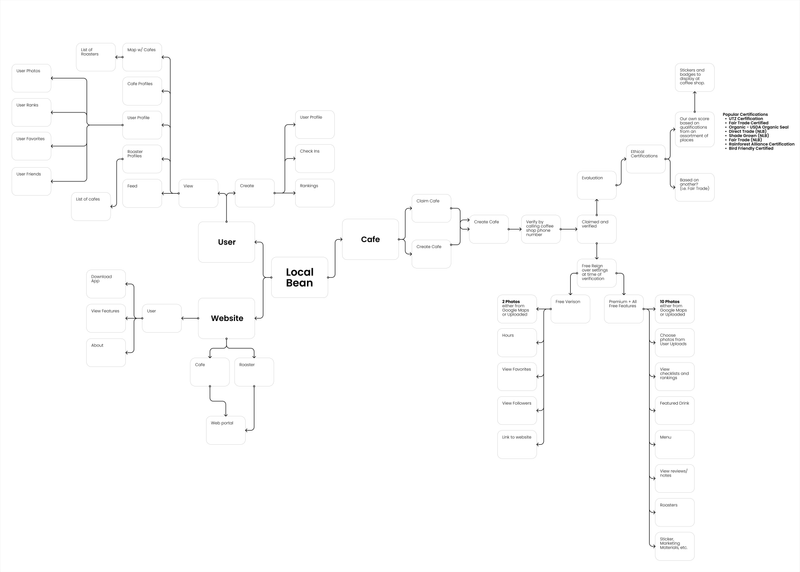 List of
Roasters
Map w/ Cafes
User Photos
Cafe Profiles
User Ranks
User Profile
User Favorites
Roaster
Profiles
User Friends
Feed
List of cafes
View
Create
User Profile
Check Ins
Rankings
User
Local
Bean
Cafe
Website
Download
App
View Features
About
User
Cafe
Roaster
Web portal
Claim Cafe
Create Cafe
Create Cafe
Verify by
calling coffee
shop phone
number
Claimed and
verified
Evaluation
Ethical
Certifications
Stickers and
badges to
display at
coffee shop.
Our own score
based on
qualifications
from an
assortment of
places
Based on
another?
(i.e. Fair Trade)
Popular Certifications
• UTZ Certification
• Fair Trade Certified
• Organic - USDA Organic Seal
• Direct Trade (NLB)
• Shade Grown (NLB)
• Fair Trade (NLB)
• Rainforest Alliance Certification
• Bird Friendly Certified
Free Reign
over settings
at time of
verification
Free Version
Premium + All
Free Features
2 Photos
either from
Google Maps
or Uploaded
Hours
View Favorites
View Followers
Link to website
10 Photos
either from
Google Maps
or Uploaded
Choose
photos from
User Uploads
View
checklists and
rankings
Featured Drink
Menu
View reviews/
notes
Roasters
Sticker,
Marketing
Materials, etc.